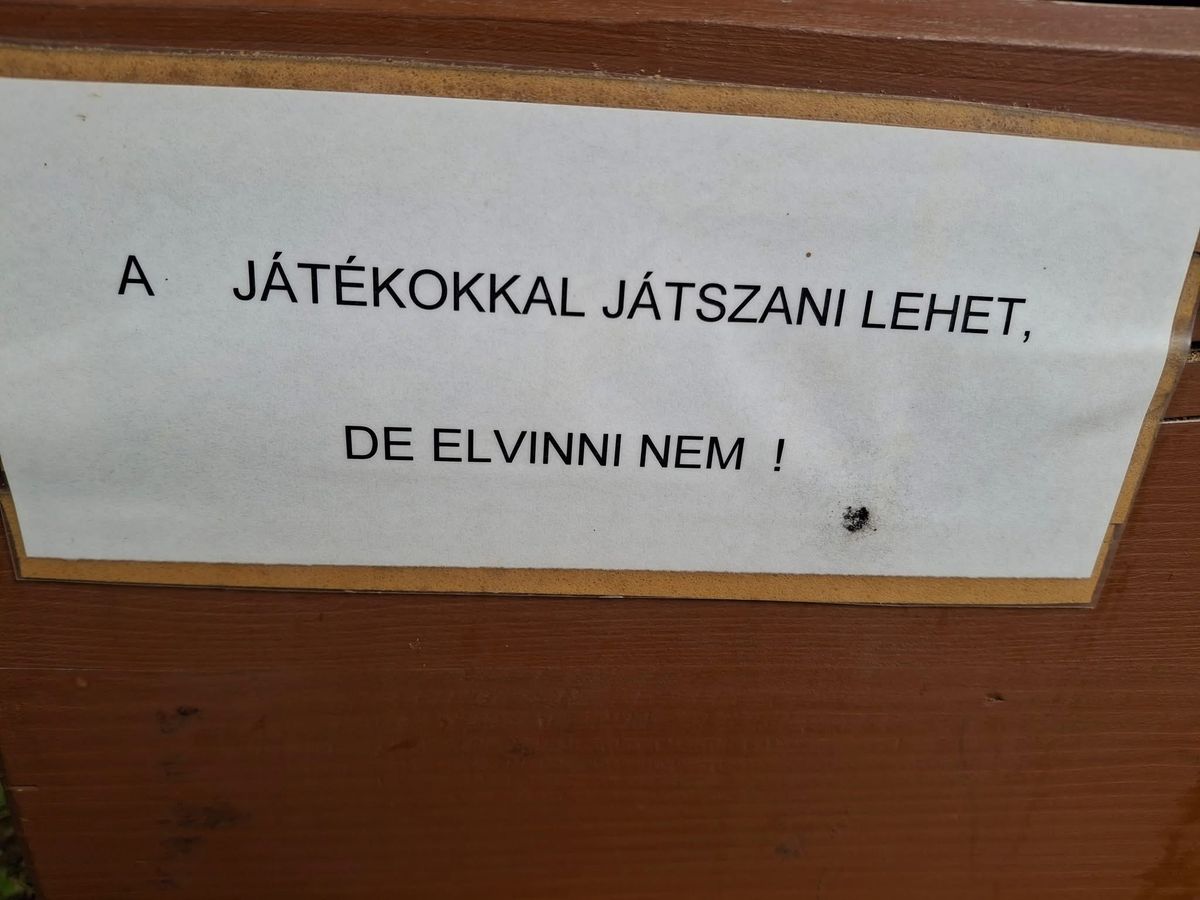 A JÁTÉKOKKAL JÁTSZANI LEHET,
DE ELVINNI NEM !